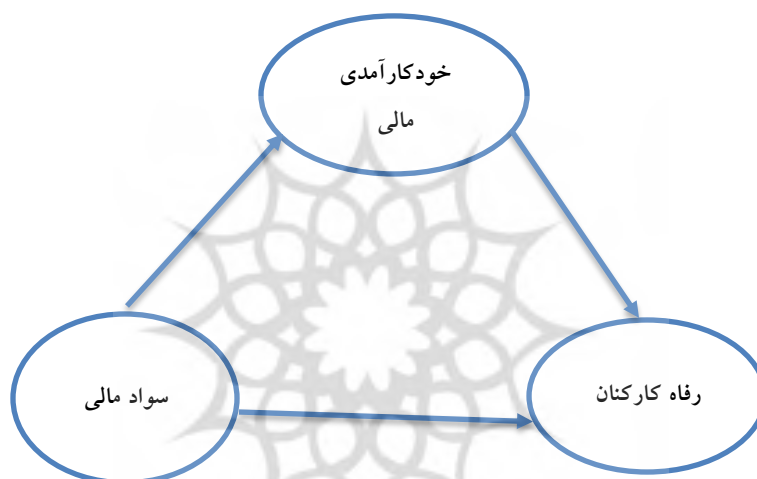 خودکارآمدی
مالی
سواد مالی
رفاه کارکنان